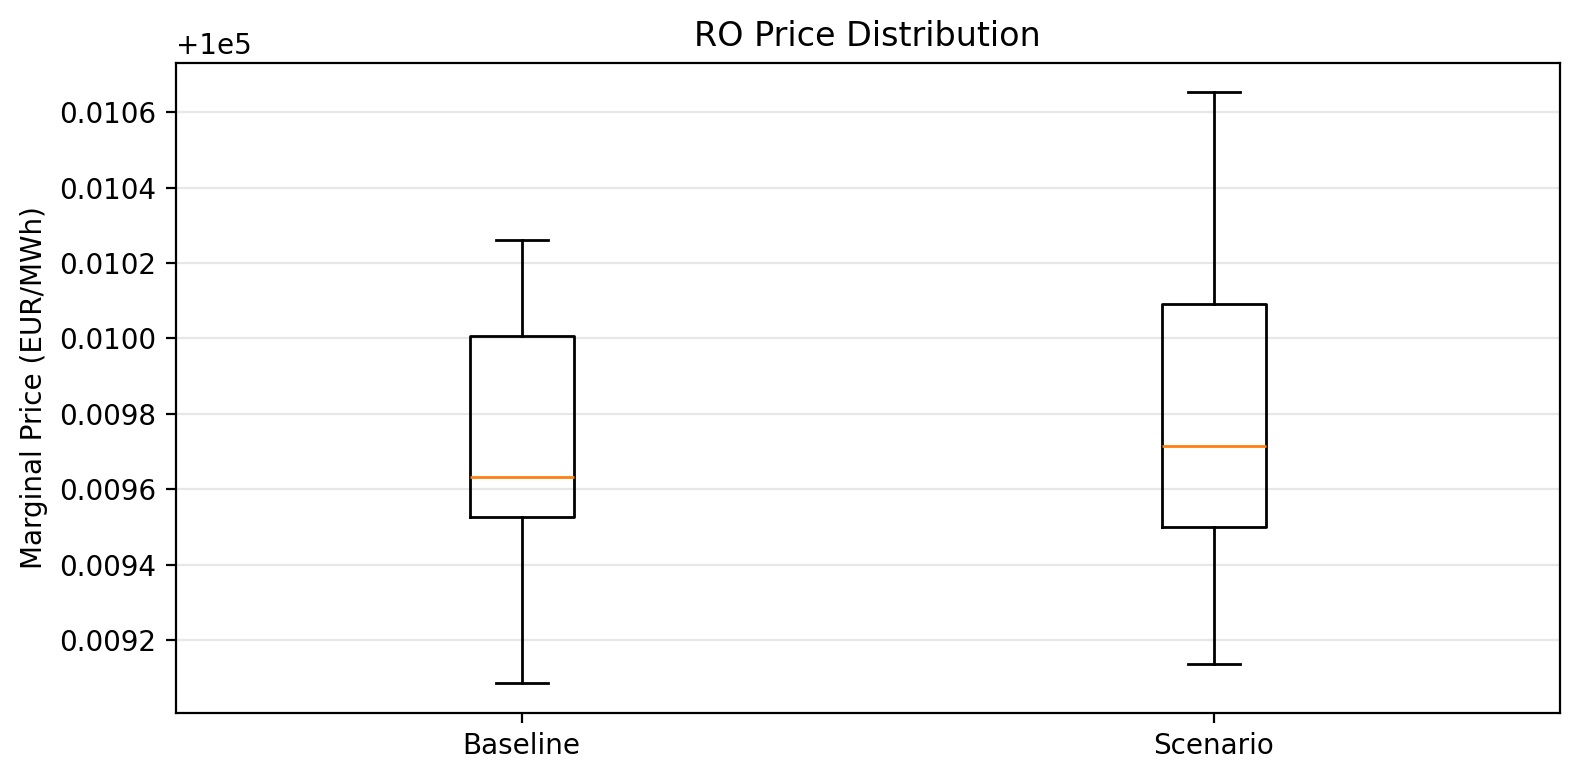 RO Price Distribution
+1e5
0.0106
0.0104
0.0102
0.0100
0.0098
0.0096
0.0094
0.0092
Marginal Price (EUR/MWh)
Baseline
Scenario